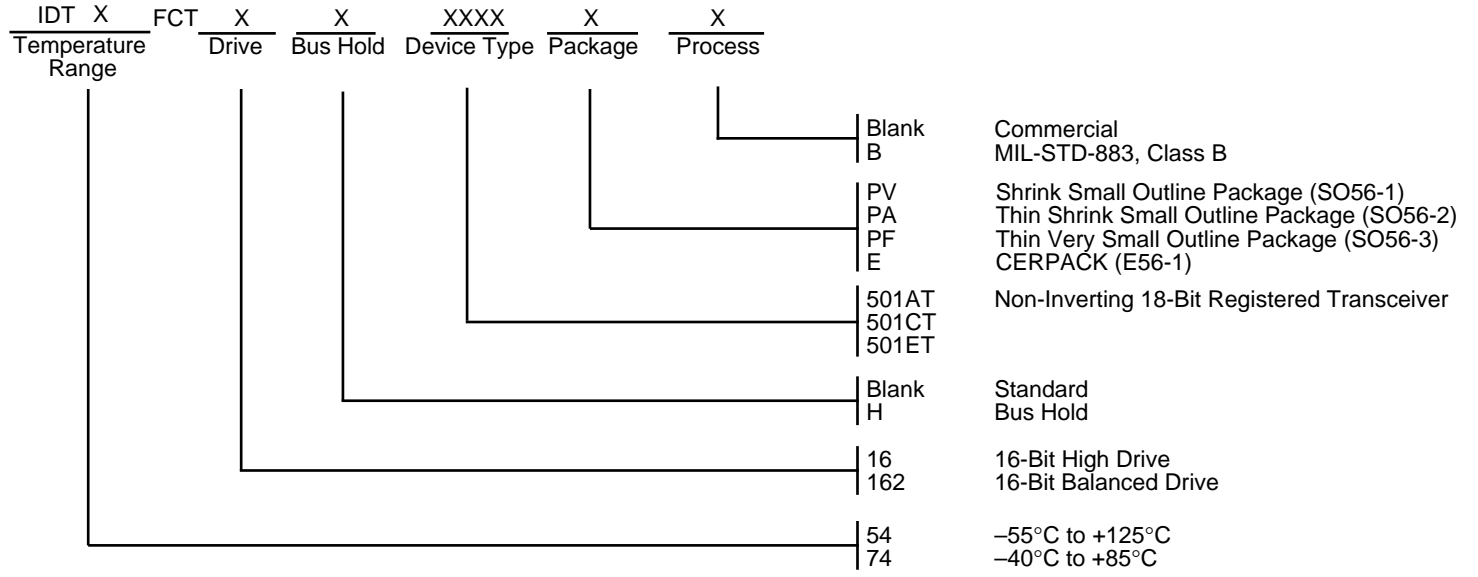 IDT X FCT X X XXXX X X
Temperature Range Drive Bus Hold Device Type Package Process
Blank Commercial
B MIL-STD-883, Class B
PV Shrink Small Outline Package (SO56-1)
PA Thin Shrink Small Outline Package (SO56-2)
PF Thin Very Small Outline Package (SO56-3)
E CERPACK (E56-1)
501AT Non-Inverting 18-Bit Registered Transceiver
501CT
501ET
Blank Standard
H Bus Hold
16 16-Bit High Drive
162 16-Bit Balanced Drive
54 –55°C to +125°C
74 –40°C to +85°C